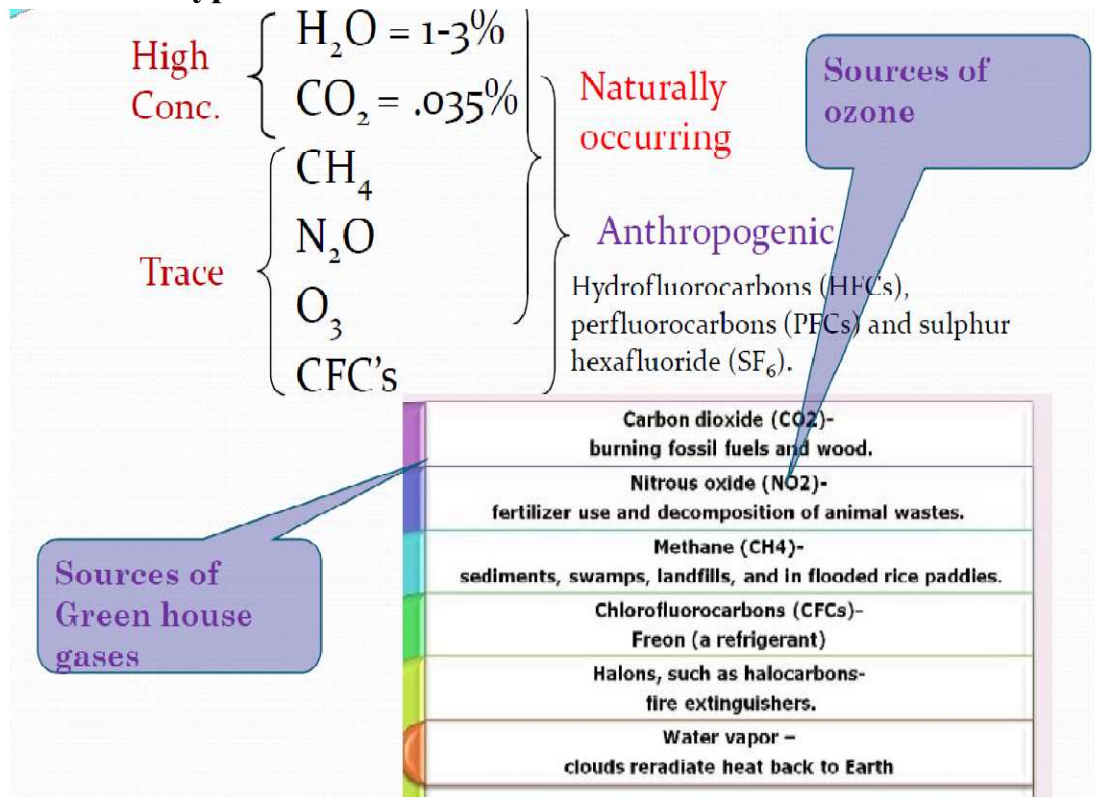 High
Conc.
H₂O = 1-3%
CO₂ = .035%
Trace
CH₄
N₂O
O₃
CFC's
Naturally
occurring
Anthropogenic
Hydrofluorocarbons (HFCs),
perfluorocarbons (PFCs) and sulphur
hexafluoride (SF₆).
Sources of
ozone
Sources of
Green house
gases
Carbon dioxide (CO2)-
burning fossil fuels and wood.
Nitrous oxide (NO2)-
fertilizer use and decomposition of animal wastes.
Methane (CH4)-
sediments, swamps, landfills, and in flooded rice paddies.
Chlorofluorocarbons (CFCs)–
Freon (a refrigerant)
Halons, such as halocarbons-
fire extinguishers.
Water vapor –
clouds reradiate heat back to Earth